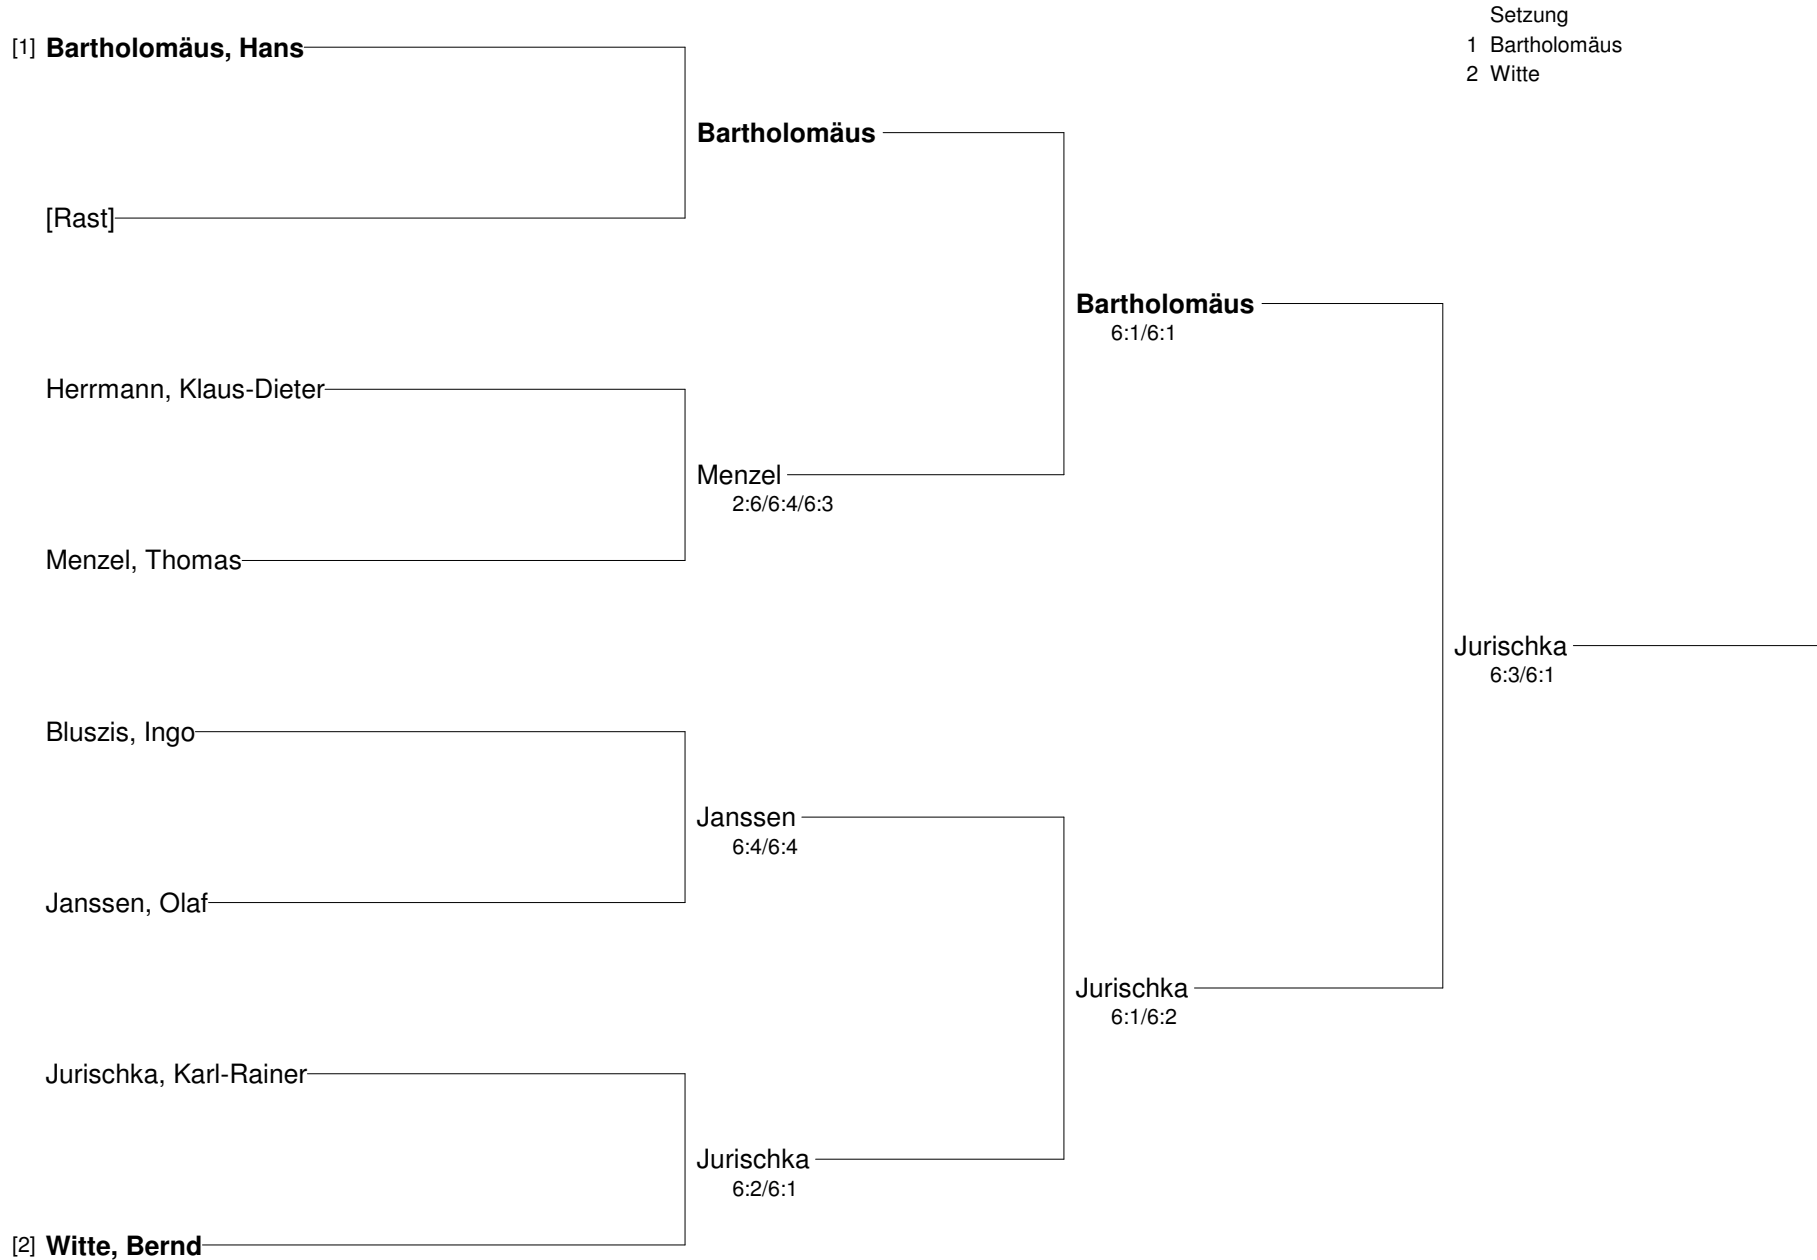 Setzung
1 Bartholomäus
2 Witte
[1] Bartholomäus, Hans
Bartholomäus
[Rast]
Bartholomäus
6:1/6:1
Herrmann, Klaus-Dieter
Menzel
2:6/6:4/6:3
Menzel, Thomas
Jurischka
6:3/6:1
Bluszis, Ingo
Janssen
6:4/6:4
Janssen, Olaf
Jurischka
6:1/6:2
Jurischka, Karl-Rainer
Jurischka
6:2/6:1
[2] Witte, Bernd